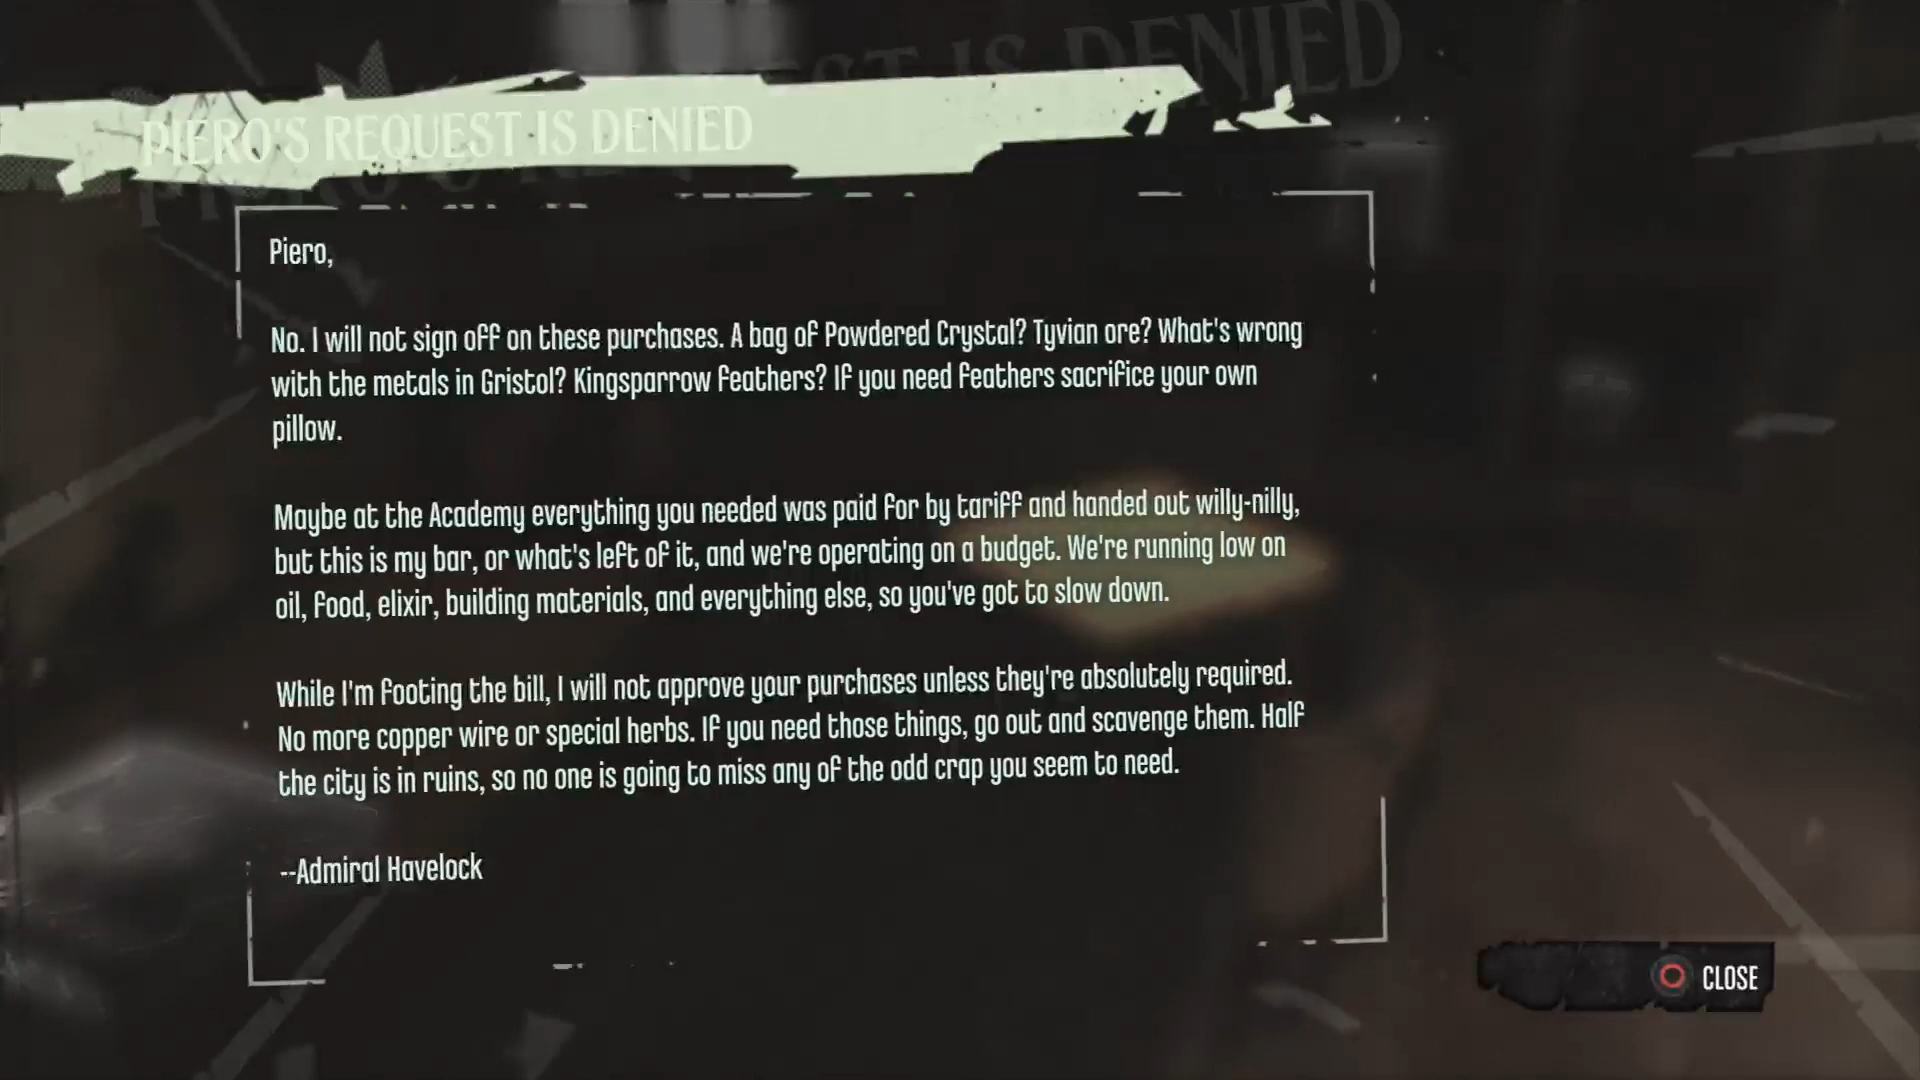 ST IS DENIED
PIERO'S REQUEST IS DENIED
Piero,
No. I will not sign off on these purchases. A bag of Powdered Crystal? Tyvian ore? What's wrong
with the metals in Gristol? Kingsparrow Feathers? If you need feathers sacrifice your own
pillow.
Maybe at the Academy everything you needed was paid for by tariff and handed out willy-nilly,
but this is my bar, or what's left of it, and we're operating on a budget. We're running low on
oil, food, elixir, building materials, and everything else, so you've got to slow down.
While I'm footing the bill, I will not approve your purchases unless they're absolutely required.
No more copper wire or special herbs. If you need those things, go out and scavenge them. Half
the city is in ruins, so no one is going to miss any of the odd crap you seem to need.
--Admiral Havelock
CLOSE